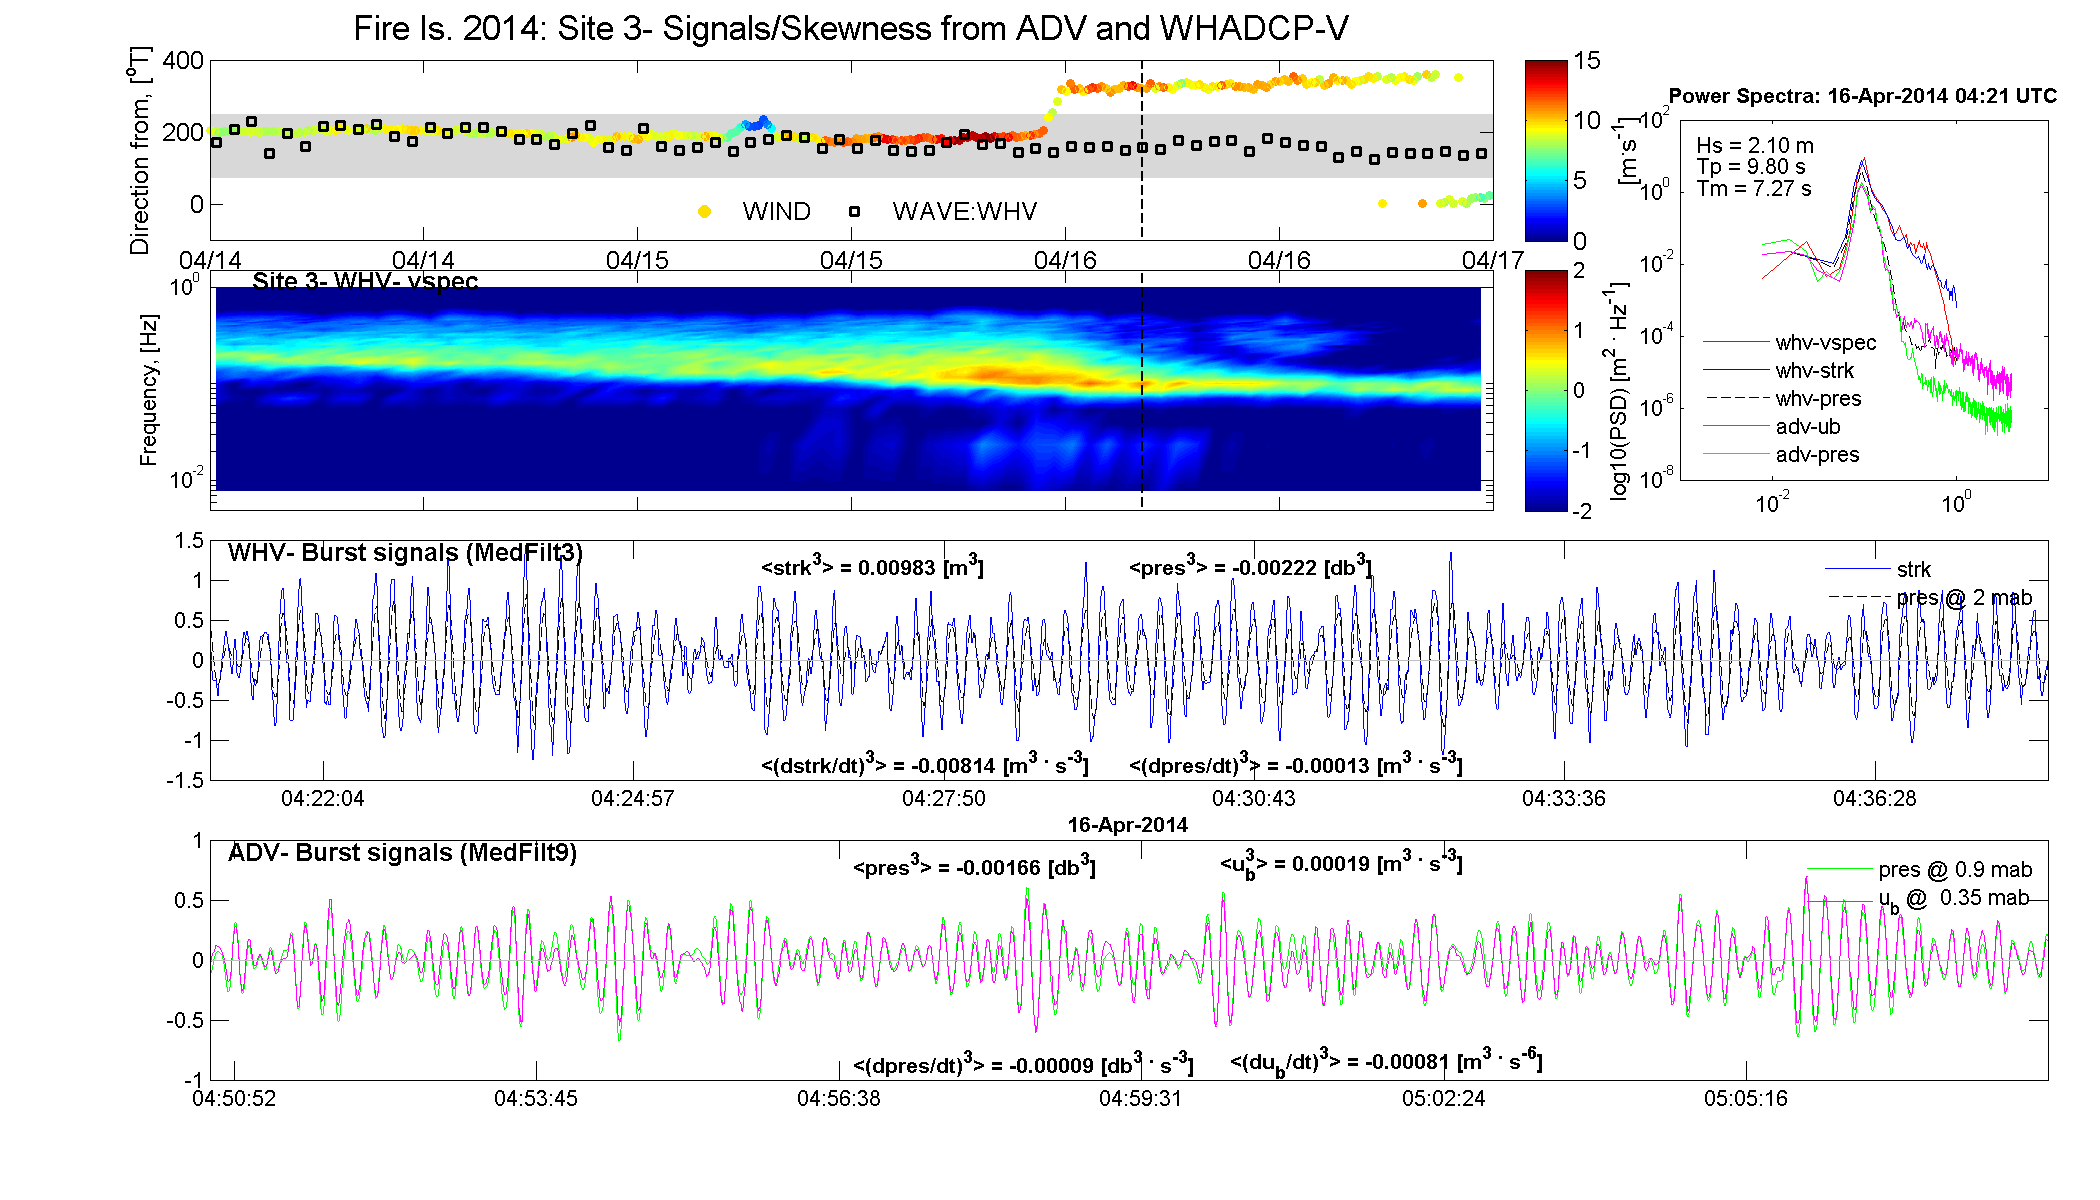 Fire Is. 2014: Site 3- Signals/Skewness from ADV and WHADCP-V
Direction from, [°T]
400
300
200
100
0
WIND
WAVE:WHV
04/14
04/14
04/15
04/15
04/16
04/16
04/17
15
10
5
0
[m·s⁻¹]
Site 3- WHV- vspec
Frequency, [Hz]
10⁰
10⁻²
2
1
0
-1
-2
log10(PSD) [m² · Hz⁻¹]
Power Spectra: 16-Apr-2014 04:21 UTC
Hs = 2.10 m
Tp = 9.80 s
Tm = 7.27 s
10²
10⁰
10⁻²
10⁻⁴
10⁻⁶
10⁻⁸
whv-vspec
whv-strk
whv-pres
adv-ub
adv-pres
10⁻²
10⁰
WHV- Burst signals (MedFilt3)
<strk³> = 0.00983 [m³]
<pres³> = -0.00222 [db³]
strk
pres @ 2 mab
1.5
1
0.5
0
-0.5
-1
-1.5
<(dstrk/dt)³> = -0.00814 [m³ · s⁻³]
<(dpres/dt)³> = -0.00013 [m³ · s⁻³]
04:22:04
04:24:57
04:27:50
04:30:43
04:33:36
04:36:28
16-Apr-2014
ADV- Burst signals (MedFilt9)
<pres³> = -0.00166 [db³]
<u_b³> = 0.00019 [m³ · s⁻³]
pres @ 0.9 mab
u_b @ 0.35 mab
1
0.5
0
-0.5
-1
<(dpres/dt)³> = -0.00009 [db³ · s⁻³]
<(du_b/dt)³> = -0.00081 [m³ · s⁻⁶]
04:50:52
04:53:45
04:56:38
04:59:31
05:02:24
05:05:16